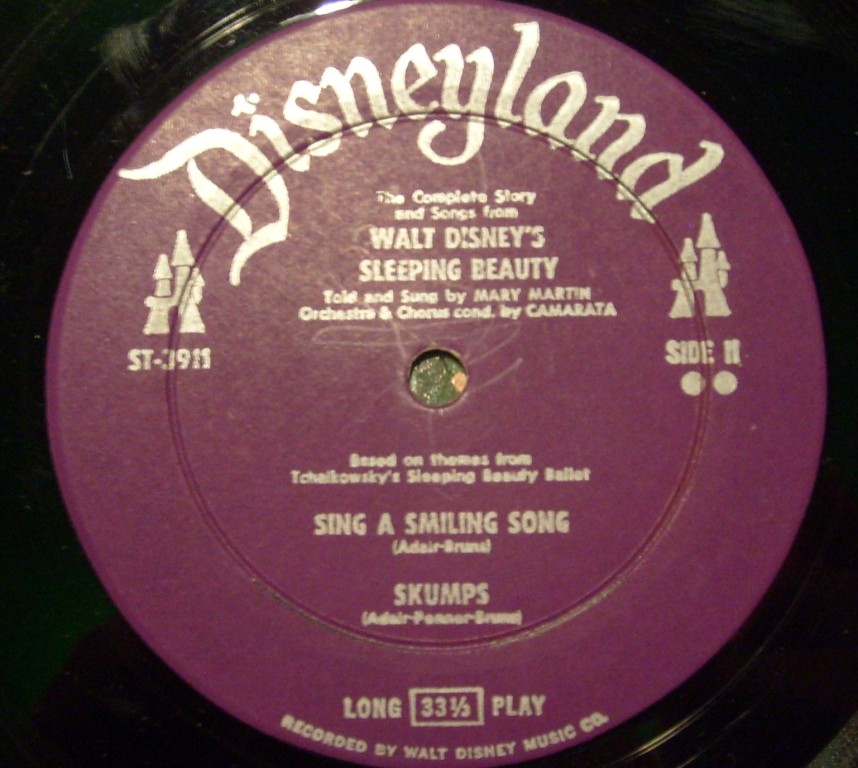 Disneyland
The Complete Story
and Songs from
WALT DISNEY'S
SLEEPING BEAUTY
Told and Sung by MARY MARTIN
Orchestra & Chorus cond. by CAMARATA
ST-3911
SIDE II
Based on themes from
Tchaikowsky's Sleeping Beauty Ballet
SING A SMILING SONG
(Adair-Bruns)
SKUMPS
(Adair-Penner-Bruns)
LONG 33⅓ PLAY
RECORDED BY WALT DISNEY MUSIC CO.